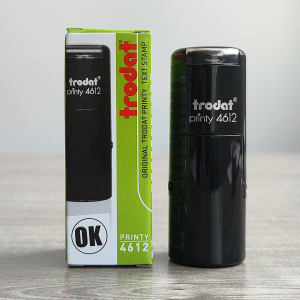 trodat®
printy 4612
trodat®
ORIGINAL TRODAT PRINTY TEXT STAMP
OK
PRINTY
4612
trodat®
printy 4612